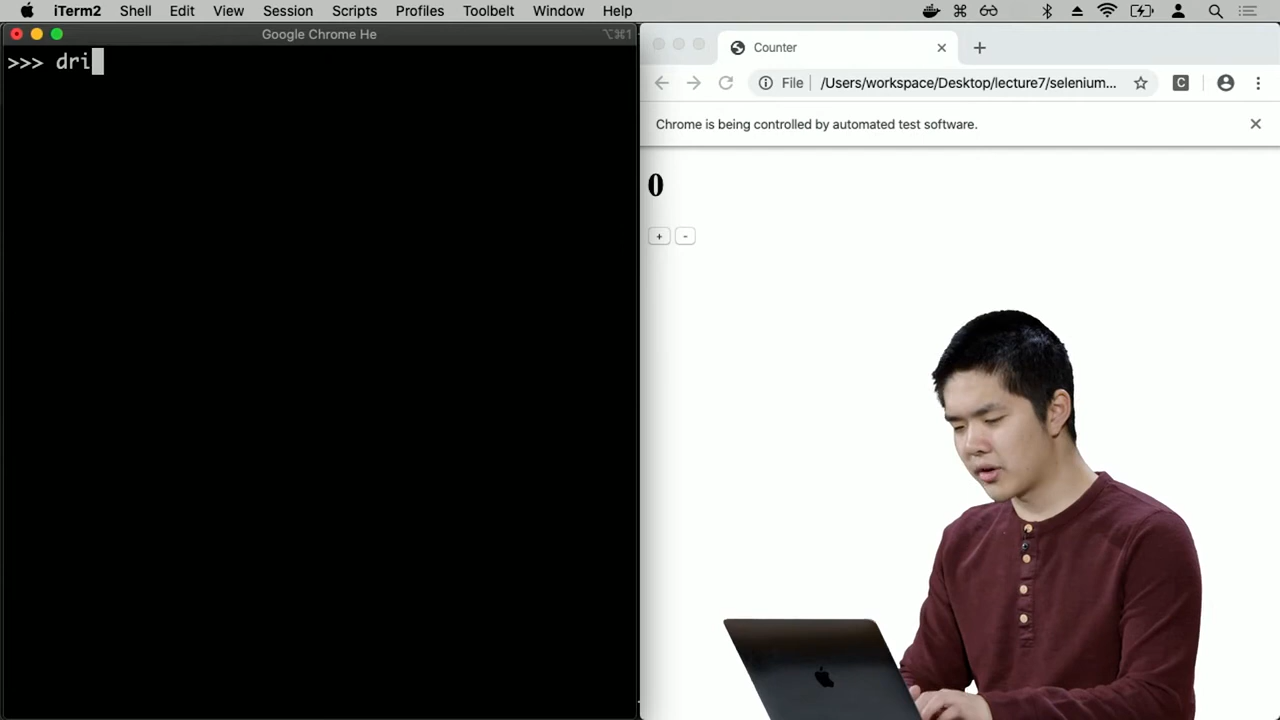 iTerm2 Shell Edit View Session Scripts Profiles Toolbelt Window Help
Google Chrome He
⌥⌘1
>>> dri
Counter
File /Users/workspace/Desktop/lecture7/selenium...
C
Chrome is being controlled by automated test software.
0
+ -